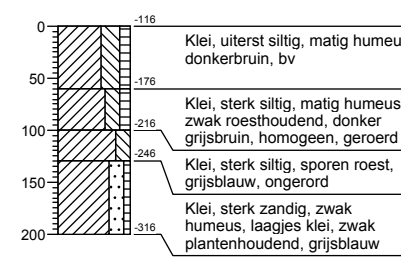 0
-116
Klei, uiterst siltig, matig humeu
donkerbruin, bv
50
-176
Klei, sterk siltig, matig humeus
zwak roesthoudend, donker
grijsbruin, homogeen, geroerd
100
-216
-246
Klei, sterk siltig, sporen roest,
grijsblauw, ongerord
150
Klei, sterk zandig, zwak
humeus, laagjes klei, zwak
plantenhoudend, grijsblauw
200
-316